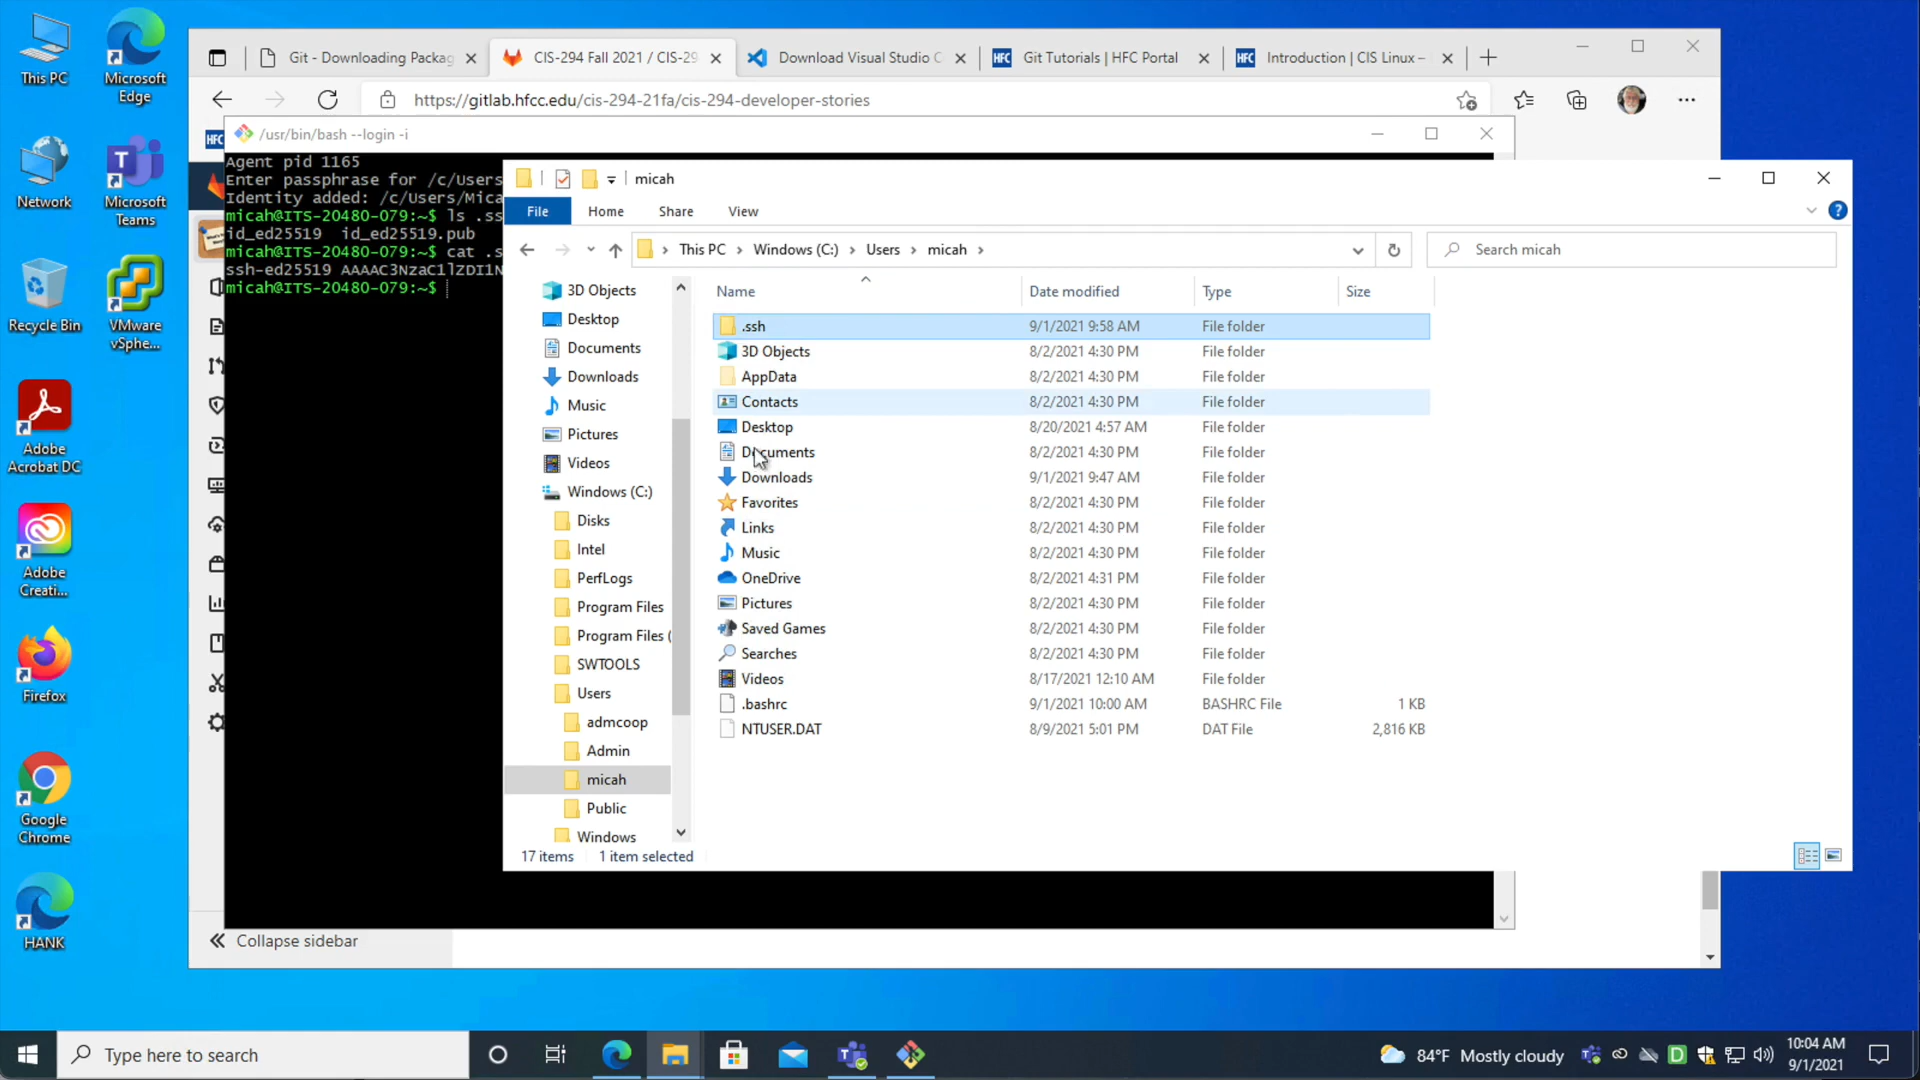 This PC
Microsoft
Edge
Network
Microsoft
Teams
Recycle Bin
VMware
vSphe...
Adobe
Acrobat DC
Adobe
Creati...
Firefox
Google
Chrome
HANK
Git - Downloading Packag
CIS-294 Fall 2021 / CIS-29
Download Visual Studio C
HFC Git Tutorials | HFC Portal
HFC Introduction | CIS Linux –
https://gitlab.hfcc.edu/cis-294-21fa/cis-294-developer-stories
HFC
/usr/bin/bash --login -i
Agent pid 1165
Enter passphrase for /c/Users
Identity added: /c/Users/Mica
micah@ITS-20480-079:~$ ls .ss
id_ed25519 id_ed25519.pub
micah@ITS-20480-079:~$ cat .s
ssh-ed25519 AAAAC3NzaC1lZDI1N
micah@ITS-20480-079:~$
Collapse sidebar
micah
File Home Share View
This PC > Windows (C:) > Users > micah >
Search micah
3D Objects
Desktop
Documents
Downloads
Music
Pictures
Videos
Windows (C:)
Disks
Intel
PerfLogs
Program Files
Program Files (
SWTOOLS
Users
admcoop
Admin
micah
Public
Windows
Name Date modified Type Size
.ssh 9/1/2021 9:58 AM File folder
3D Objects 8/2/2021 4:30 PM File folder
AppData 8/2/2021 4:30 PM File folder
Contacts 8/2/2021 4:30 PM File folder
Desktop 8/20/2021 4:57 AM File folder
Documents 8/2/2021 4:30 PM File folder
Downloads 9/1/2021 9:47 AM File folder
Favorites 8/2/2021 4:30 PM File folder
Links 8/2/2021 4:30 PM File folder
Music 8/2/2021 4:30 PM File folder
OneDrive 8/2/2021 4:31 PM File folder
Pictures 8/2/2021 4:30 PM File folder
Saved Games 8/2/2021 4:30 PM File folder
Searches 8/2/2021 4:30 PM File folder
Videos 8/17/2021 12:10 AM File folder
.bashrc 9/1/2021 10:00 AM BASHRC File 1 KB
NTUSER.DAT 8/9/2021 5:01 PM DAT File 2,816 KB
17 items 1 item selected
Type here to search
84°F Mostly cloudy
D
10:04 AM
9/1/2021